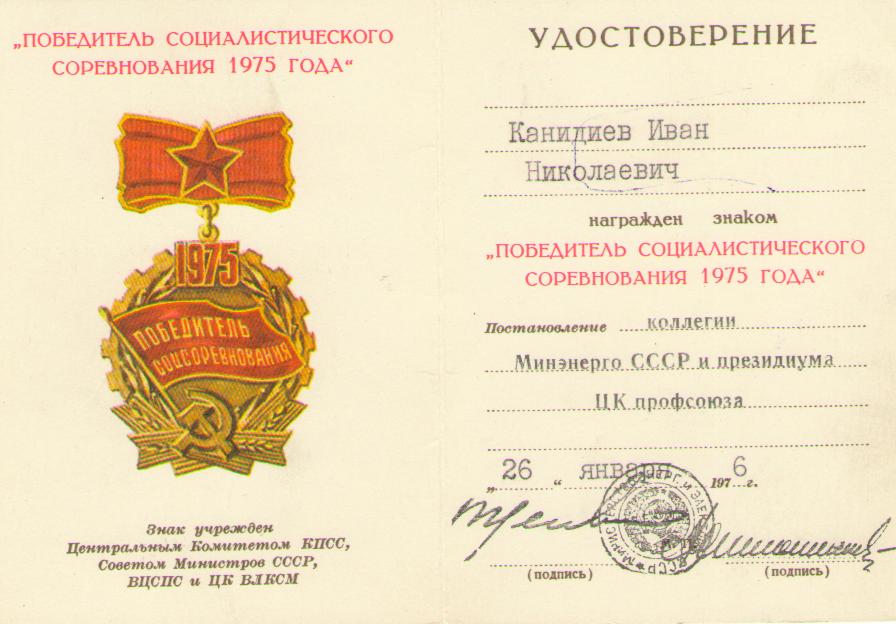 „ПОБЕДИТЕЛЬ СОЦИАЛИСТИЧЕСКОГО
СОРЕВНОВАНИЯ 1975 ГОДА“
1975
ПОБЕДИТЕЛЬ
СОЦСОРЕВНОВАНИЯ
Знак учрежден
Центральным Комитетом КПСС,
Советом Министров СССР,
ВЦСПС и ЦК ВЛКСМ
УДОСТОВЕРЕНИЕ
Канидиев Иван
Николаевич
награжден знаком
„ПОБЕДИТЕЛЬ СОЦИАЛИСТИЧЕСКОГО
СОРЕВНОВАНИЯ 1975 ГОДА“
Постановление коллегии
Минэнерго СССР и президиума
ЦК профсоюза
„26“ января 1976 г.
(подпись) (подпись)